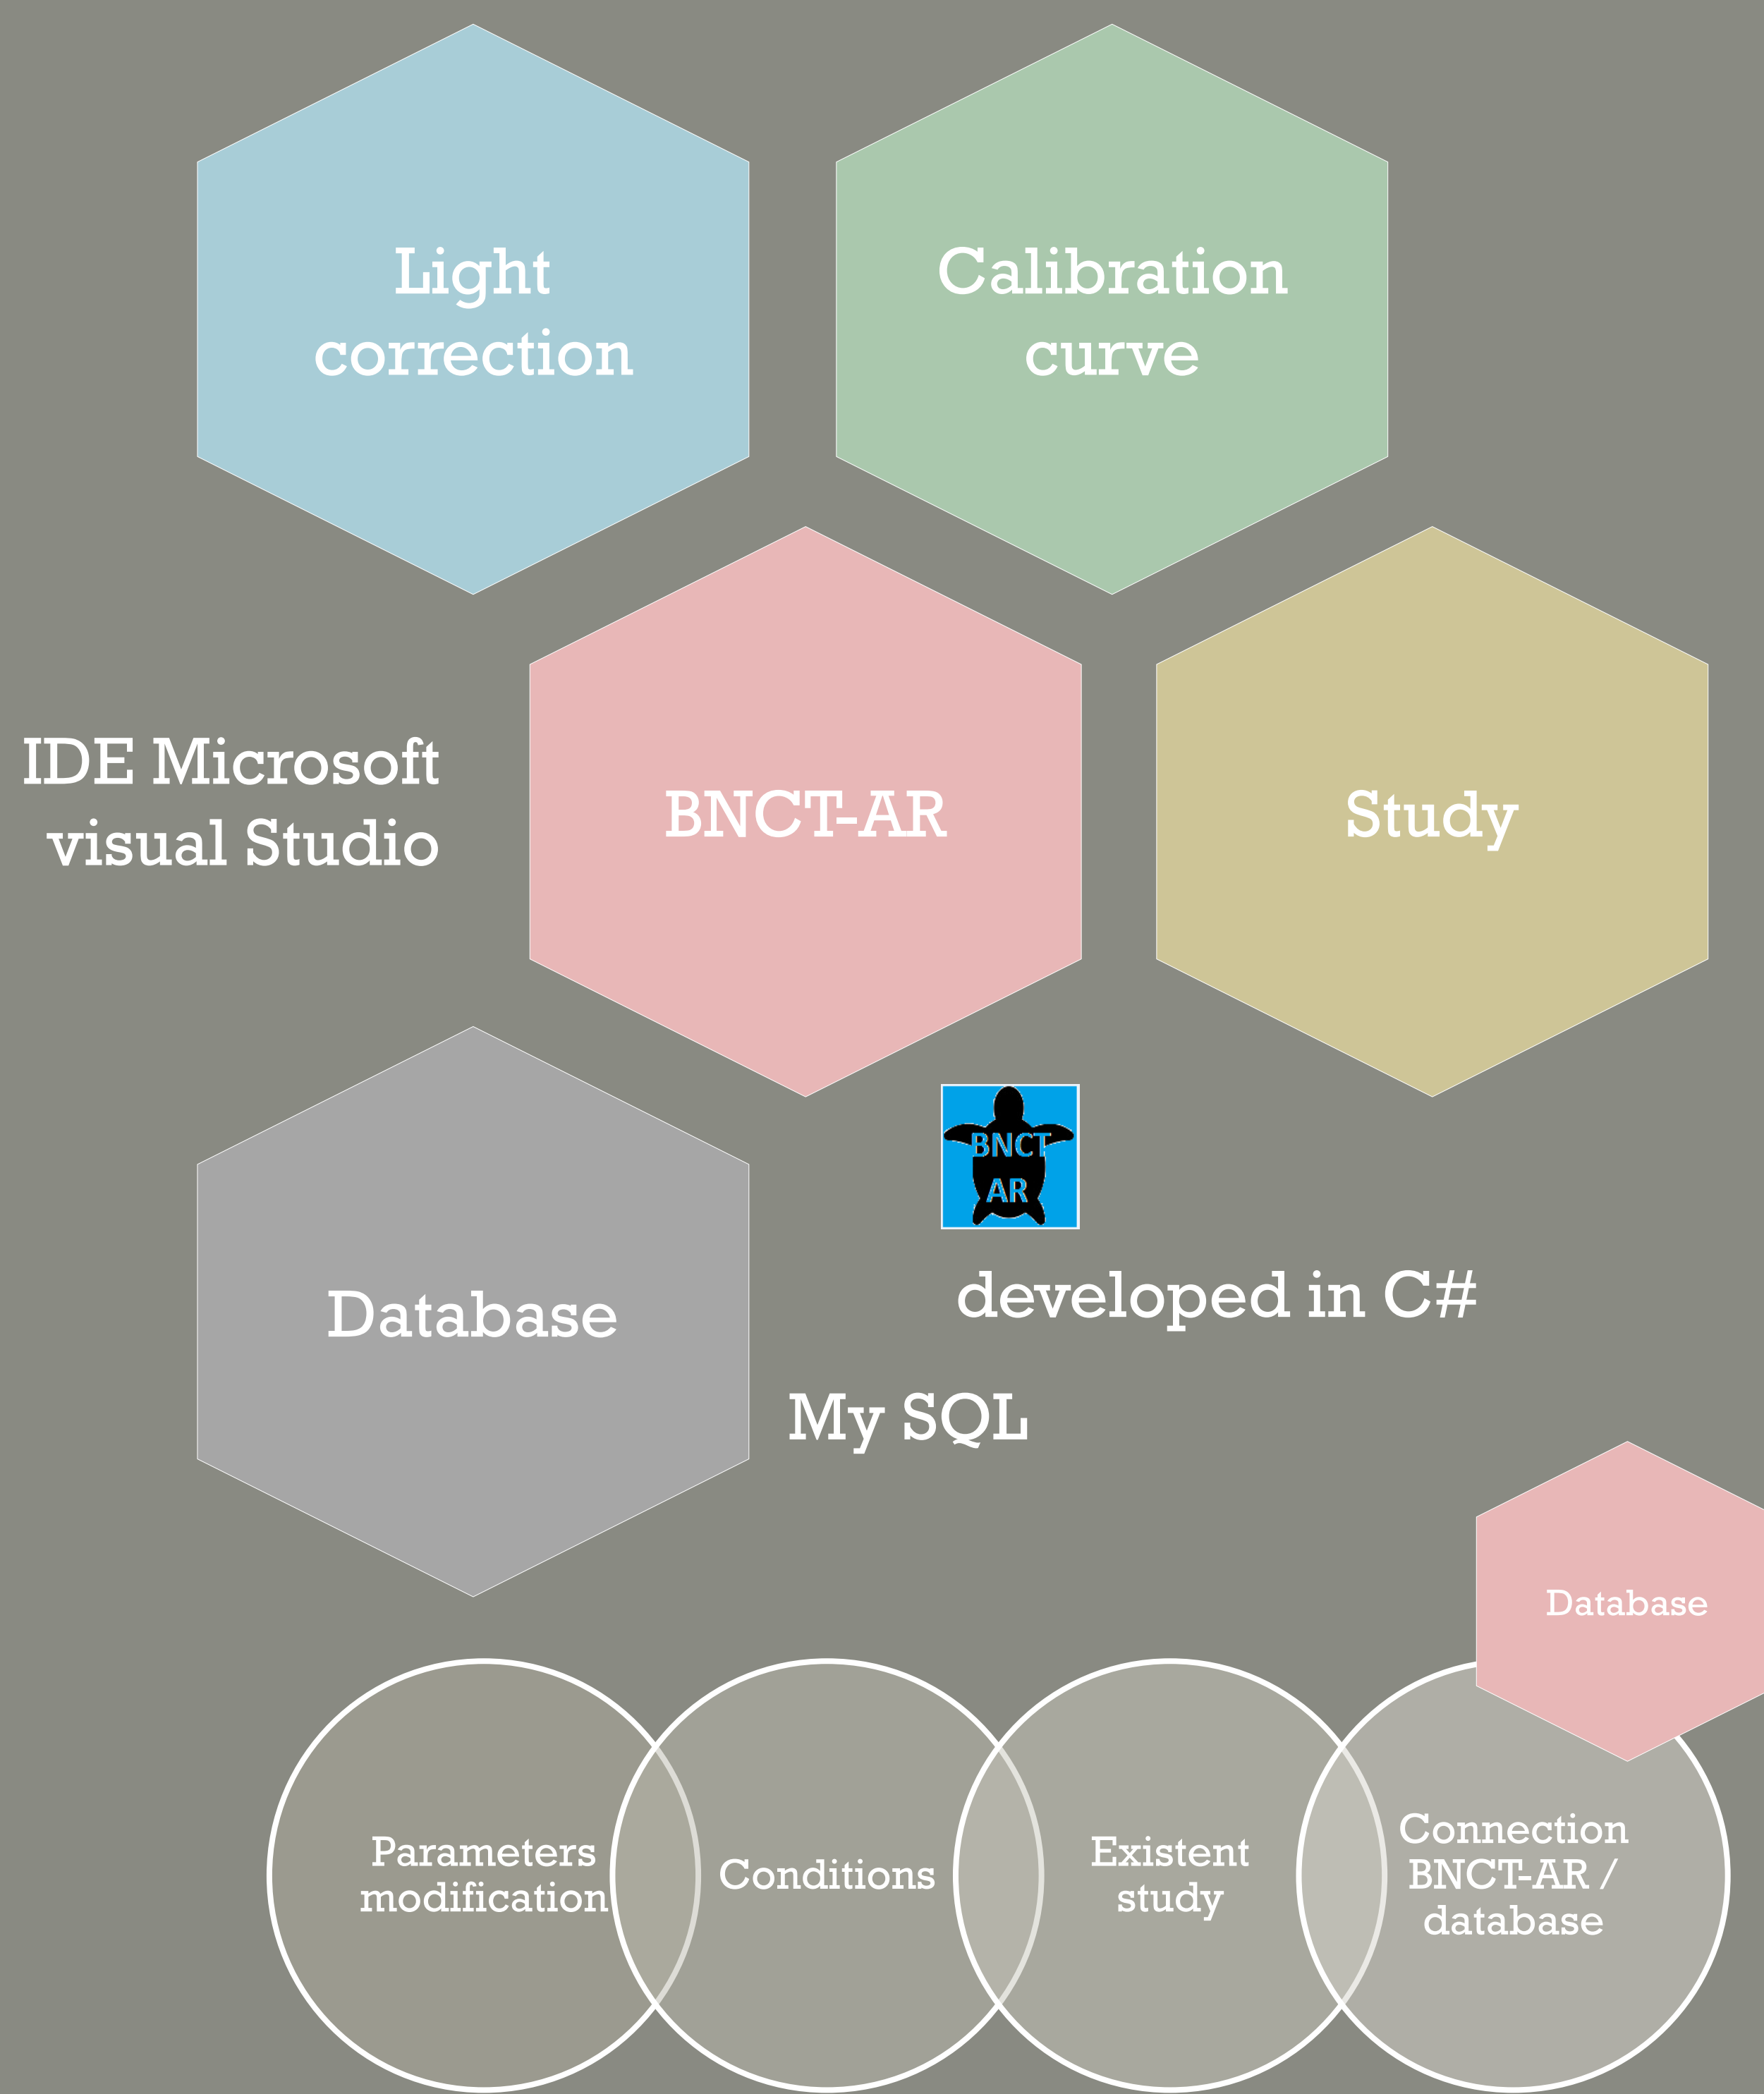 Light
correction
Calibration
curve
IDE Microsoft
visual Studio
BNCT-AR
Study
BNCT
AR
Database
developed in C#
My SQL
Database
Parameters
modification
Conditions
Existent
study
Connection
BNCT-AR /
database